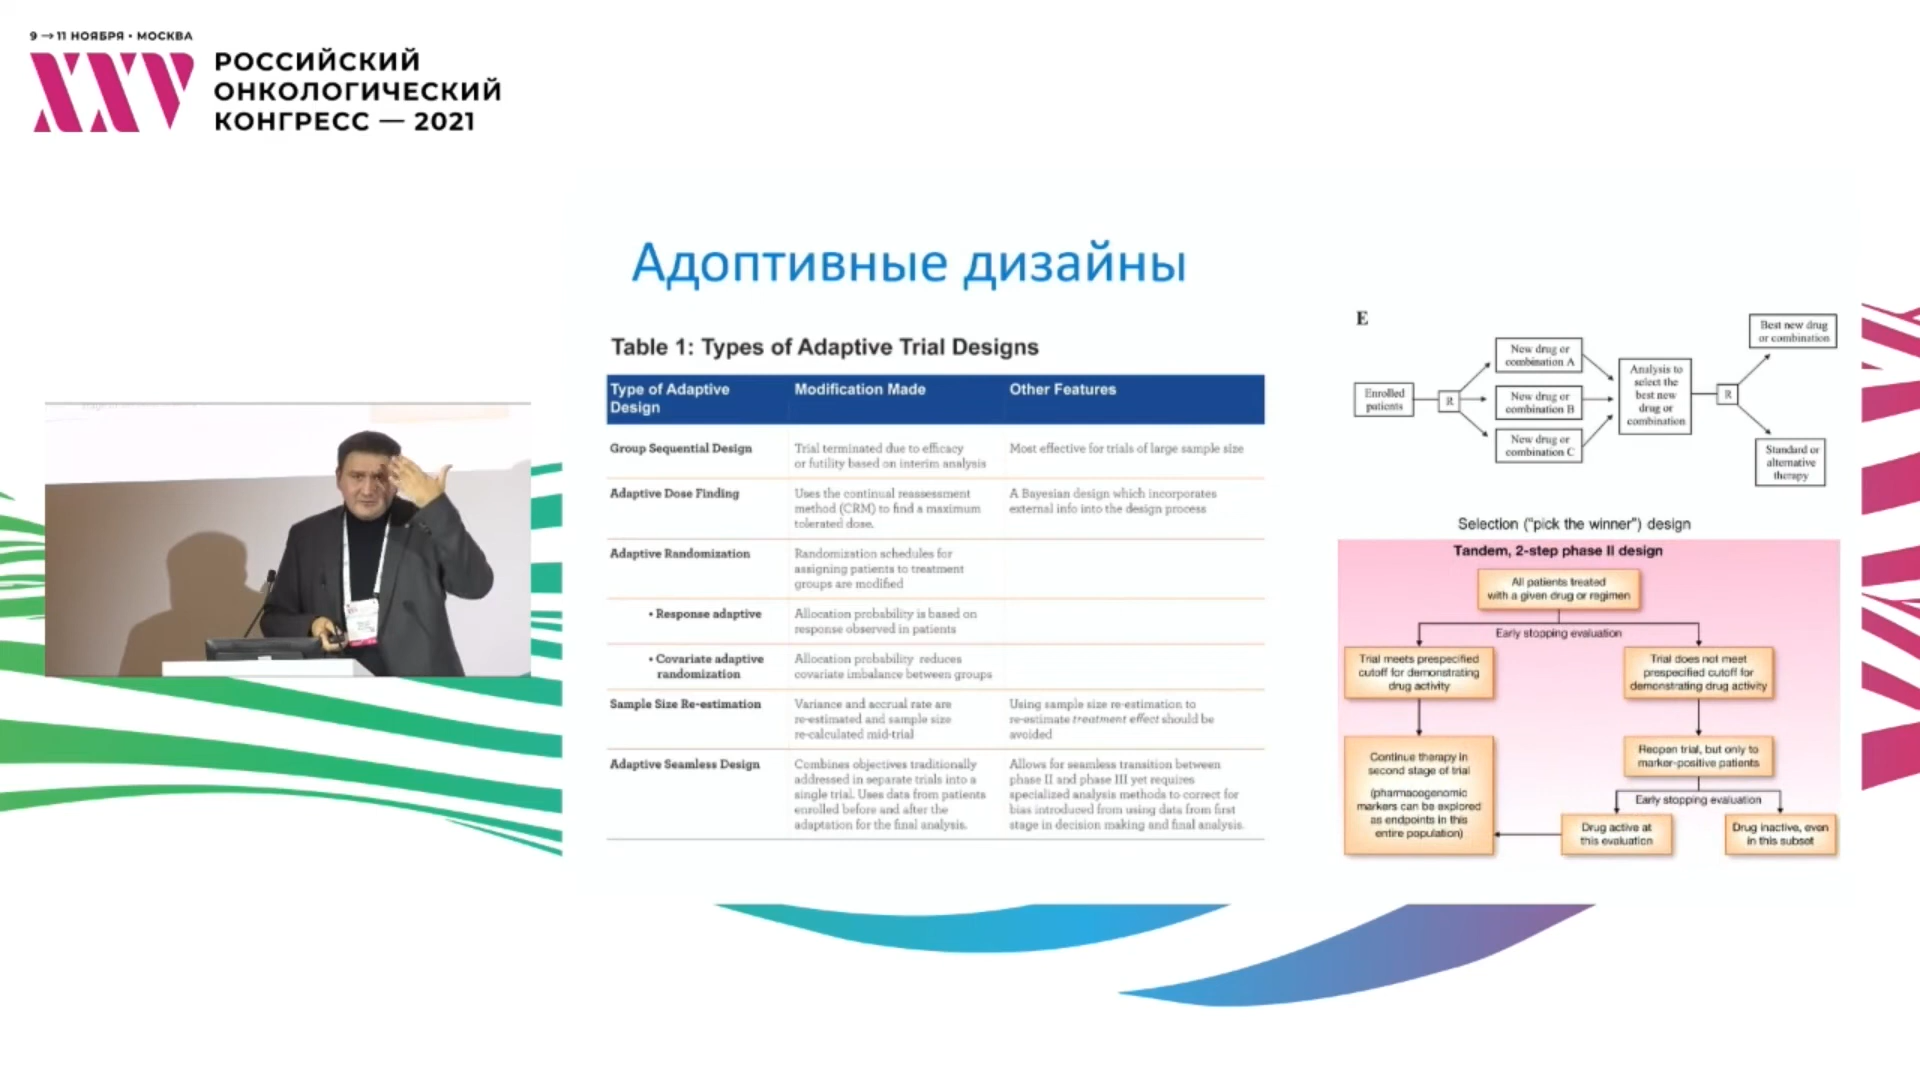 9 → 11 НОЯБРЯ • МОСКВА
XXV
РОССИЙСКИЙ
ОНКОЛОГИЧЕСКИЙ
КОНГРЕСС — 2021
Адоптивные дизайны
Table 1: Types of Adaptive Trial Designs
Type of Adaptive
Design
Modification Made
Other Features
Group Sequential Design
Trial terminated due to efficacy
or futility based on interim analysis
Most effective for trials of large sample size
Adaptive Dose Finding
Uses the continual reassessment
method (CRM) to find a maximum
tolerated dose.
A Bayesian design which incorporates
external info into the design process
Adaptive Randomization
Randomization schedules for
assigning patients to treatment
groups are modified
• Response adaptive
Allocation probability is based on
response observed in patients
• Covariate adaptive
randomization
Allocation probability reduces
covariate imbalance between groups
Sample Size Re-estimation
Variance and accrual rate are
re-estimated and sample size
re-calculated mid-trial
Using sample size re-estimation to
re-estimate treatment effect should be
avoided
Adaptive Seamless Design
Combines objectives traditionally
addressed in separate trials into a
single trial. Uses data from patients
enrolled before and after the
adaptation for the final analysis.
Allows for seamless transition between
phase II and phase III yet requires
specialized analysis methods to correct for
bias introduced from using data from first
stage in decision making and final analysis.
E
Enrolled
patients
R
New drug or
combination A
New drug or
combination B
New drug or
combination C
Analysis to
select the
best new
drug or
combination
R
Best new drug
or combination
Standard or
alternative
therapy
Selection ("pick the winner") design
Tandem, 2-step phase II design
All patients treated
with a given drug or regimen
Early stopping evaluation
Trial meets prespecified
cutoff for demonstrating
drug activity
Trial does not meet
prespecified cutoff for
demonstrating drug activity
Continue therapy in
second stage of trial
(pharmacogenomic
markers can be explored
as endpoints in this
entire population)
Reopen trial, but only to
marker-positive patients
Early stopping evaluation
Drug active at
this evaluation
Drug inactive, even
in this subset